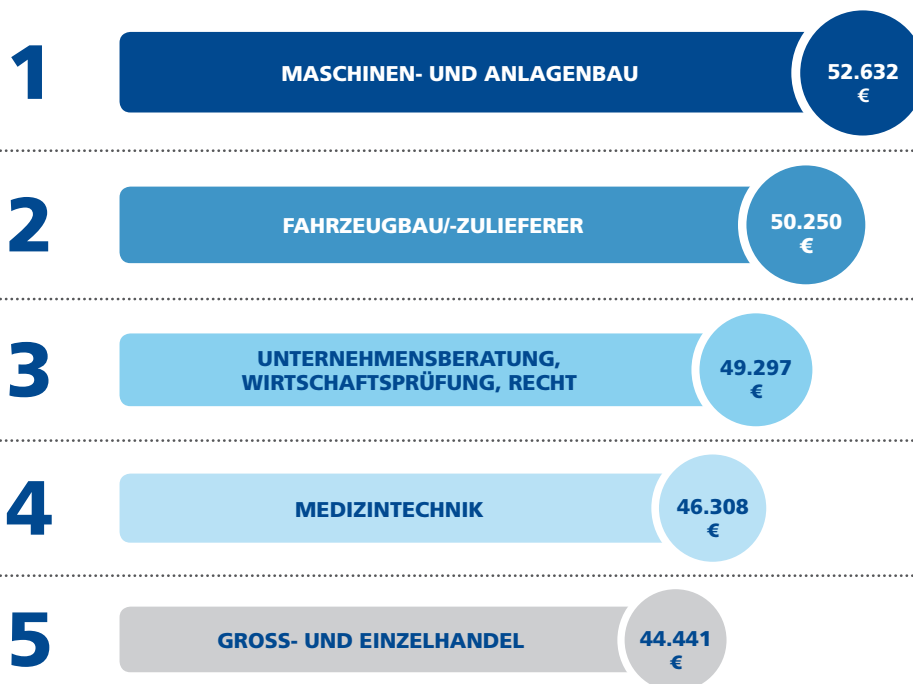 1
MASCHINEN- UND ANLAGENBAU
52.632
€
2
FAHRZEUGBAU/-ZULIEFERER
50.250
€
3
UNTERNEHMENSBERATUNG,
WIRTSCHAFTSPRÜFUNG, RECHT
49.297
€
4
MEDIZINTECHNIK
46.308
€
5
GROSS- UND EINZELHANDEL
44.441
€